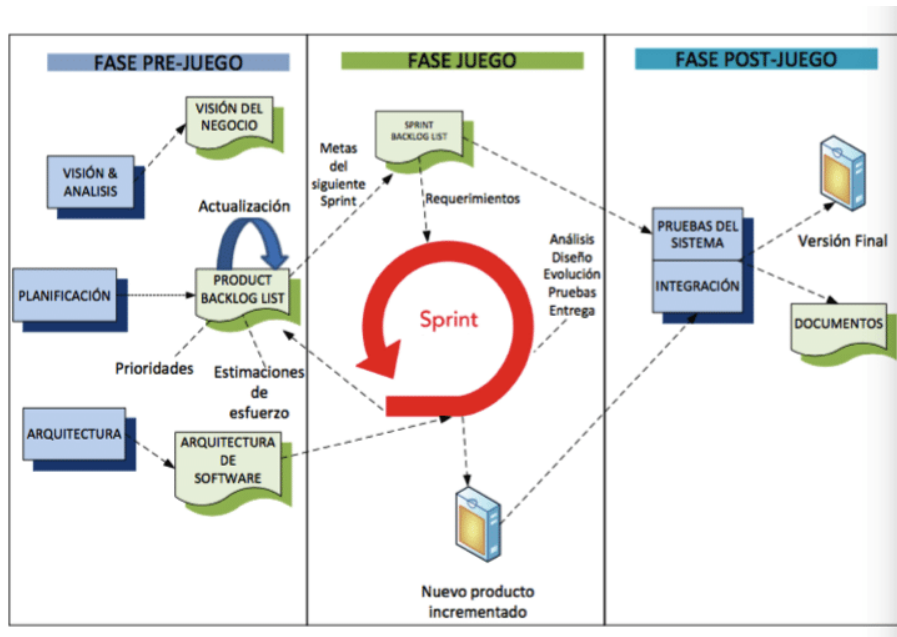 FASE PRE-JUEGO
VISIÓN DEL
NEGOCIO
VISIÓN &
ANALISIS
Actualización
PLANIFICACIÓN
PRODUCT
BACKLOG LIST
Prioridades
Estimaciones
de
esfuerzo
ARQUITECTURA
ARQUITECTURA
DE
SOFTWARE
FASE JUEGO
SPRINT
BACKLOG LIST
Metas
del
siguiente
Sprint
Requerimientos
Análisis
Diseño
Evolución
Pruebas
Entrega
Sprint
Nuevo producto
incrementado
FASE POST-JUEGO
PRUEBAS DEL
SISTEMA
INTEGRACIÓN
Versión Final
DOCUMENTOS